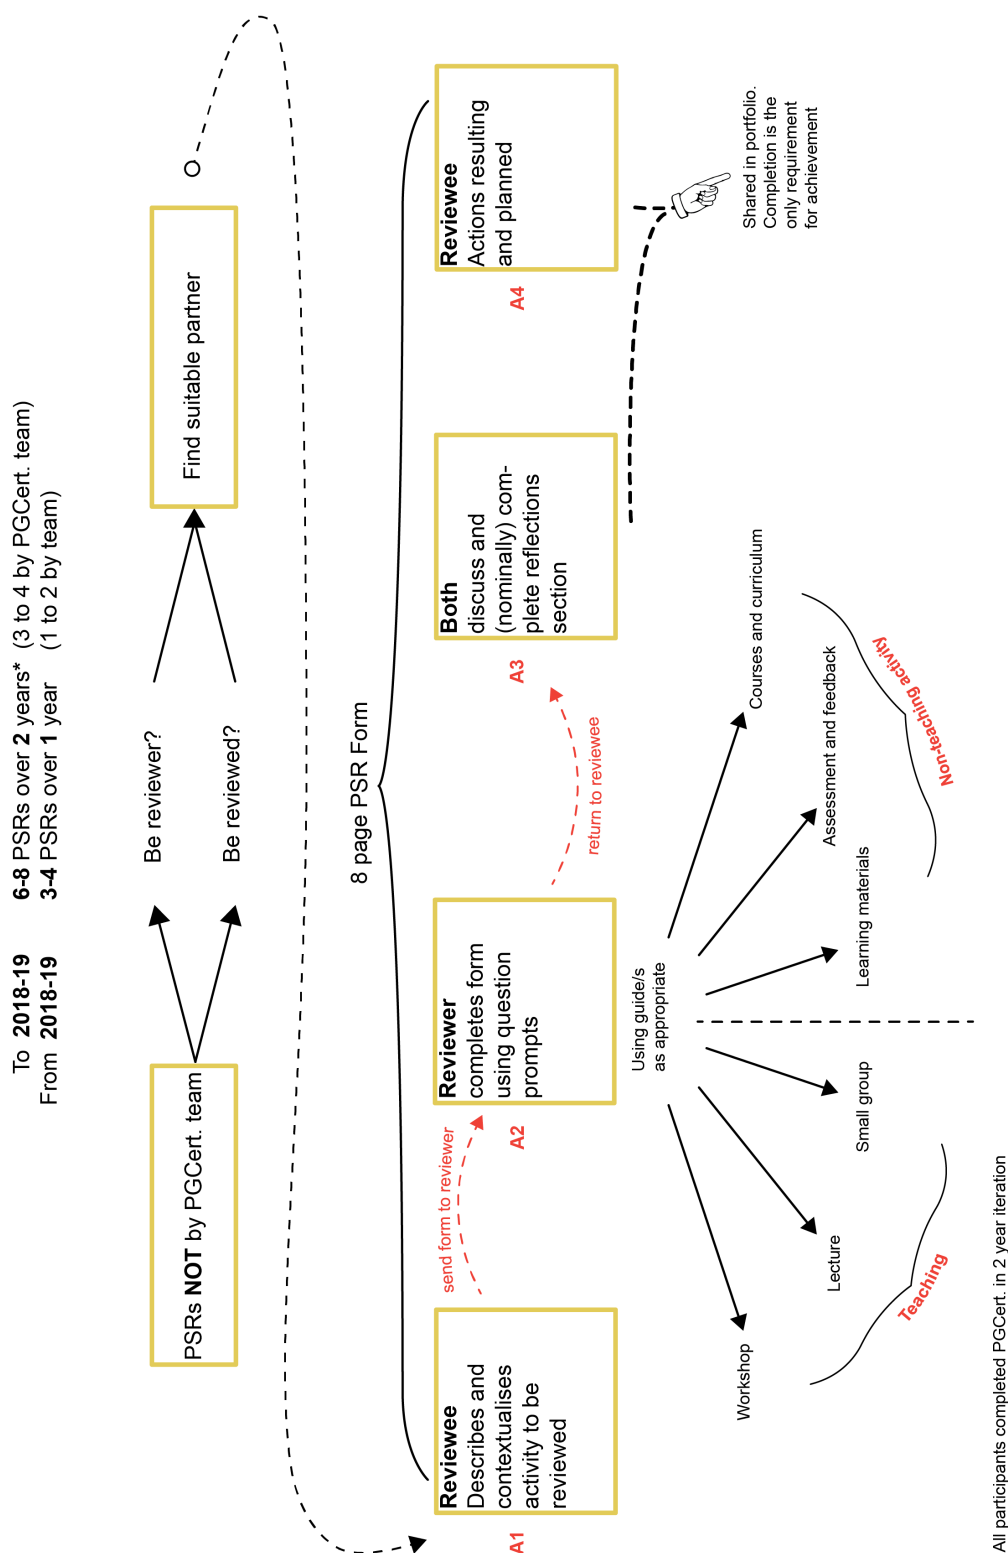 To 2018-19 6-8 PSRs over 2 years* (3 to 4 by PGCert. team)
From 2018-19 3-4 PSRs over 1 year (1 to 2 by team)
PSRs NOT by PGCert. team
Be reviewer?
Be reviewed?
Find suitable partner
8 page PSR Form
A1
Reviewee
Describes and
contextualises
activity to be
reviewed
send form to reviewer
A2
Reviewer
completes form
using question
prompts
return to reviewee
A3
Both
discuss and
(nominally) com-
plete reflections
section
A4
Reviewee
Actions resulting
and planned
Shared in portfolio.
Completion is the
only requirement
for achievement
Using guide/s
as appropriate
Workshop
Lecture
Small group
Learning materials
Assessment and feedback
Courses and curriculum
Teaching
Non-teaching activity
All participants completed PGCert. in 2 year iteration